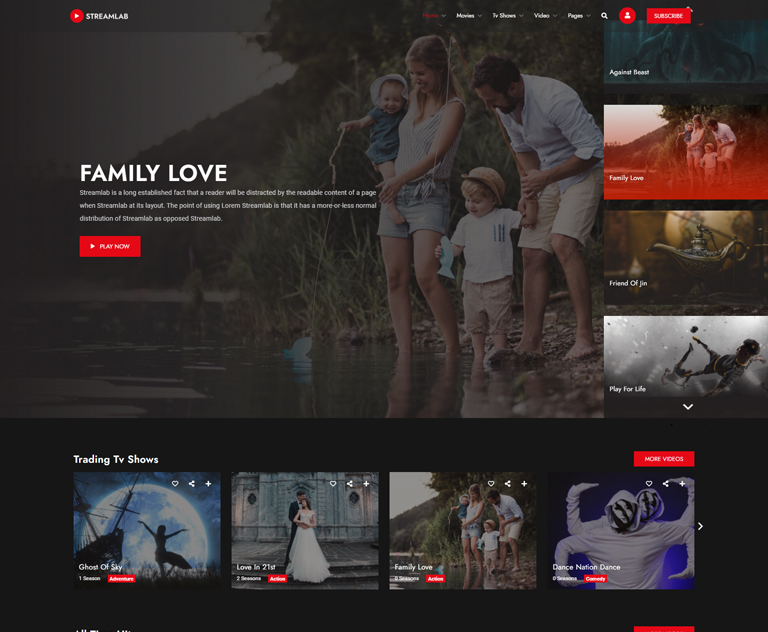 STREAMLAB
Home Movies Tv Shows Video Pages SUBSCRIBE
Against Beast
FAMILY LOVE
Streamlab is a long established fact that a reader will be distracted by the readable content of a page
when Streamlab at its layout. The point of using Lorem Streamlab is that it has a more-or-less normal
distribution of Streamlab as opposed Streamlab.
PLAY NOW
Family Love
Friend Of Jin
Play For Life
Trading Tv Shows
MORE VIDEOS
Ghost Of Sky
1 Season Adventure
Love In 21st
2 Seasons Action
Family Love
0 Seasons Action
Dance Nation Dance
0 Seasons Comedy